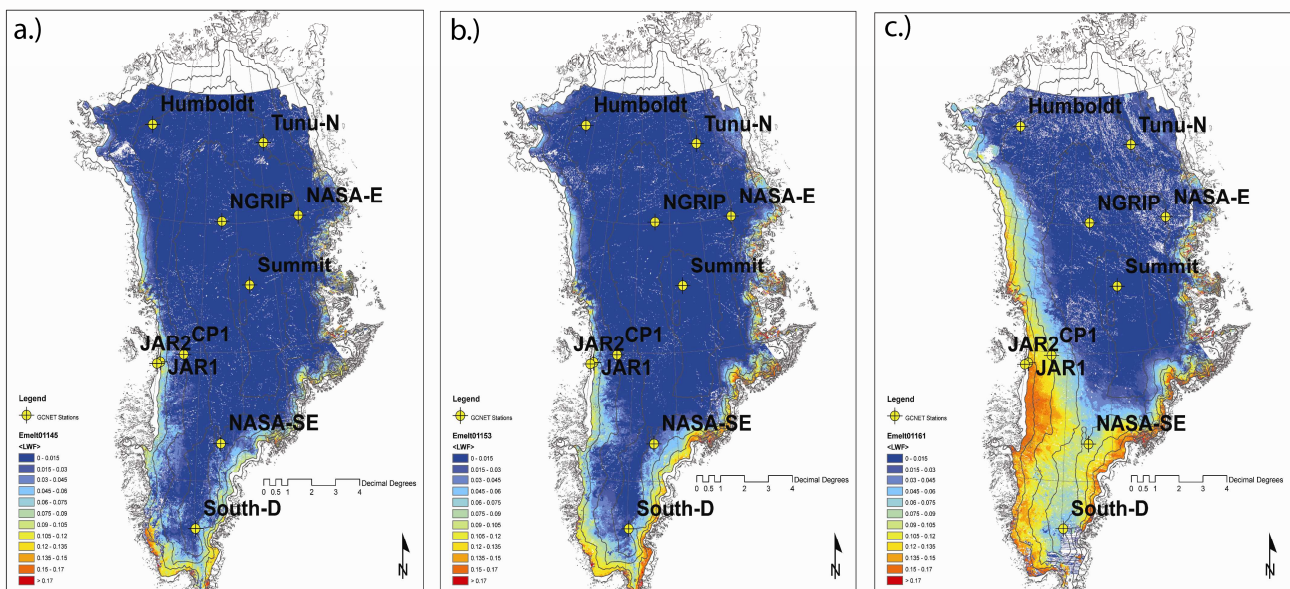 a.)
Humboldt
Tunu-N
NGRIP
NASA-E
Summit
CP1
JAR2
JAR1
NASA-SE
South-D
Legend
GCNET Stations
Emelt01145
<LWF>
0 - 0.015
0.015 - 0.03
0.03 - 0.045
0.045 - 0.06
0.06 - 0.075
0.075 - 0.09
0.09 - 0.105
0.105 - 0.12
0.12 - 0.135
0.135 - 0.15
0.15 - 0.17
> 0.17
Decimal Degrees
0 0.5 1 2 3 4
N
b.)
Humboldt
Tunu-N
NGRIP
NASA-E
Summit
CP1
JAR2
JAR1
NASA-SE
South-D
Legend
GCNET Stations
Emelt01153
<LWF>
0 - 0.015
0.015 - 0.03
0.03 - 0.045
0.045 - 0.06
0.06 - 0.075
0.075 - 0.09
0.09 - 0.105
0.105 - 0.12
0.12 - 0.135
0.135 - 0.15
0.15 - 0.17
> 0.17
Decimal Degrees
0 0.5 1 2 3 4
N
c.)
Humboldt
Tunu-N
NGRIP
NASA-E
Summit
CP1
JAR2
JAR1
NASA-SE
South-D
Legend
GCNET Stations
Emelt01161
<LWF>
0 - 0.015
0.015 - 0.03
0.03 - 0.045
0.045 - 0.06
0.06 - 0.075
0.075 - 0.09
0.09 - 0.105
0.105 - 0.12
0.12 - 0.135
0.135 - 0.15
0.15 - 0.17
> 0.17
Decimal Degrees
0 0.5 1 2 3 4
N